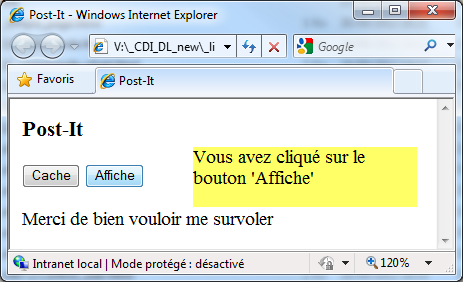 Post-It - Windows Internet Explorer
V:\_CDI_DL_new\_li
Google
Favoris
Post-It
Post-It
Vous avez cliqué sur le
bouton 'Affiche'
Cache Affiche
Merci de bien vouloir me survoler
Intranet local | Mode protégé : désactivé
120%